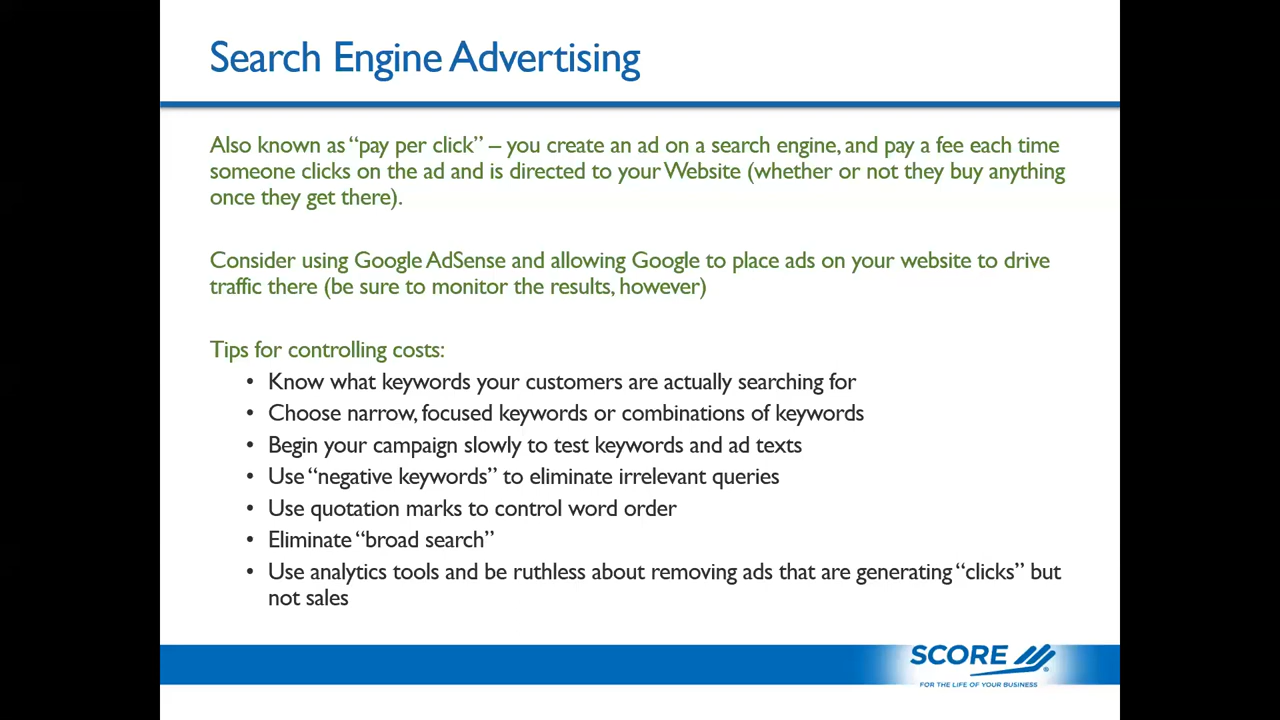 Search Engine Advertising
Also known as “pay per click” – you create an ad on a search engine, and pay a fee each time
someone clicks on the ad and is directed to your Website (whether or not they buy anything
once they get there).
Consider using Google AdSense and allowing Google to place ads on your website to drive
traffic there (be sure to monitor the results, however)
Tips for controlling costs:
• Know what keywords your customers are actually searching for
• Choose narrow, focused keywords or combinations of keywords
• Begin your campaign slowly to test keywords and ad texts
• Use “negative keywords” to eliminate irrelevant queries
• Use quotation marks to control word order
• Eliminate “broad search”
• Use analytics tools and be ruthless about removing ads that are generating “clicks” but
not sales
SCORE ®
FOR THE LIFE OF YOUR BUSINESS